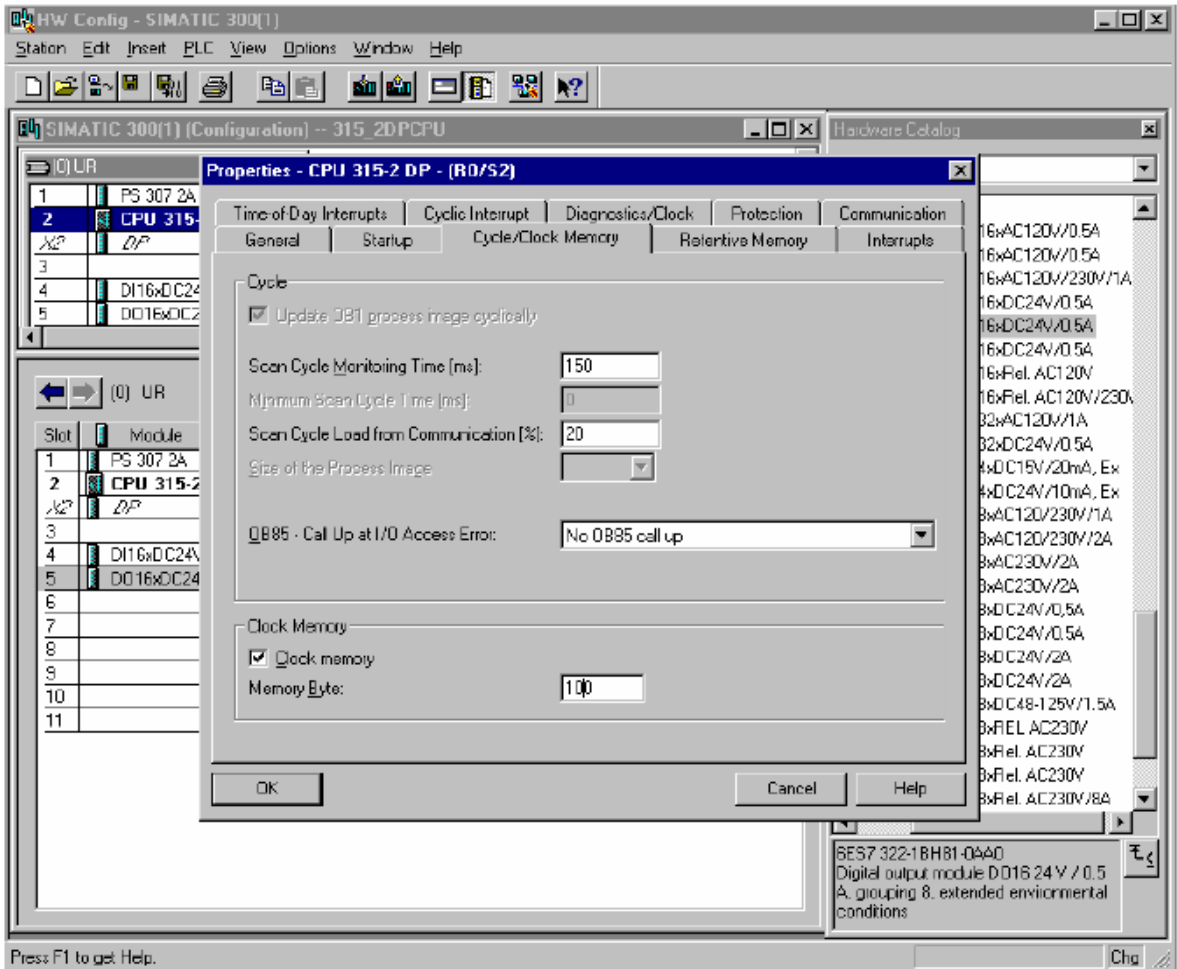 HW Config - SIMATIC 300(1)
Station Edit Insert PLC View Options Window Help
SIMATIC 300(1) (Configuration) -- 315_2DPCPU
Hardware Catalog
(0) UR
1 PS 307 2A
2 CPU 315-
X2 DP
3
4 DI16xDC24
5 DO16xDC2
Properties - CPU 315-2 DP - (R0/S2)
Time-of-Day Interrupts Cyclic Interrupt Diagnostics/Clock Protection Communication
General Startup Cycle/Clock Memory Retentive Memory Interrupts
Cycle
Update OB1 process image cyclically
Scan Cycle Monitoring Time [ms]: 150
Minimum Scan Cycle Time [ms]: 0
Scan Cycle Load from Communication [%]: 20
Size of the Process Image
OB85 - Call Up at I/O Access Error: No OB85 call up
Clock Memory
Clock memory
Memory Byte: 100
OK Cancel Help
(0) UR
Slot Module
1 PS 307 2A
2 CPU 315-2
X2 DP
3
4 DI16xDC24V
5 DO16xDC24
6
7
8
9
10
11
16xAC120V/0.5A
16xAC120V/0.5A
16xAC120V/230V/1A
16xDC24V/0.5A
16xDC24V/0.5A
16xDC24V/0.5A
16xRel. AC120V
16xRel. AC120V/230V
32xAC120V/1A
32xDC24V/0.5A
4xDC15V/20mA, Ex
4xDC24V/10mA, Ex
8xAC120/230V/1A
8xAC120/230V/2A
8xAC230V/2A
8xAC230V/2A
8xDC24V/0,5A
8xDC24V/0.5A
8xDC24V/2A
8xDC24V/2A
8xDC48-125V/1.5A
8xREL AC230V
8xRel. AC230V
8xRel. AC230V
8xRel. AC230V/8A
6ES7 322-1BH81-0AA0
Digital output module DO16 24 V / 0.5
A, grouping 8, extended environmental
conditions
Press F1 to get Help.
Chg